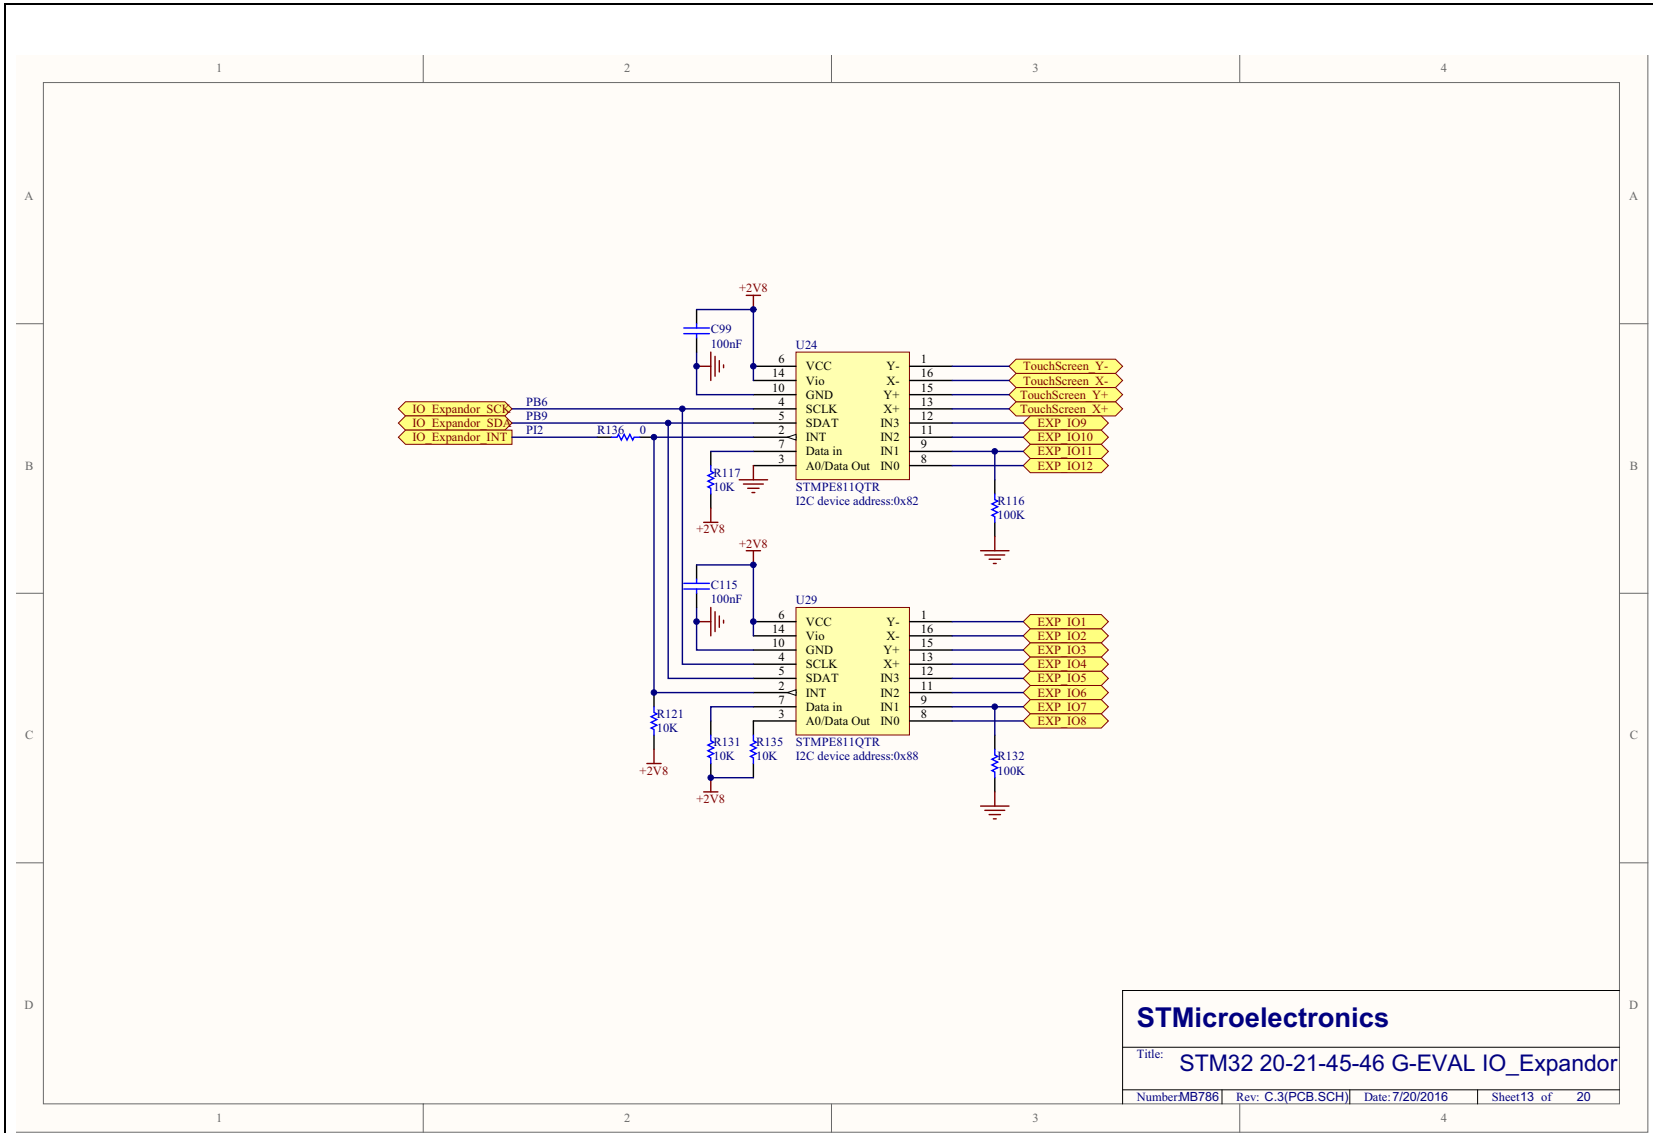 1 2 3 4
A A
B B
C C
D D
1 2 3 4
+2V8
C99
100nF
U24
6 VCC Y- 1 TouchScreen_Y-
14 Vio X- 16 TouchScreen_X-
10 GND Y+ 15 TouchScreen_Y+
IO_Expandor_SCK PB6 4 SCLK X+ 13 TouchScreen_X+
IO_Expandor_SDA PB9 5 SDAT IN3 12 EXP_IO9
IO_Expandor_INT PI2 R136 0 2 INT IN2 11 EXP_IO10
7 Data in IN1 9 EXP_IO11
3 A0/Data Out IN0 8 EXP_IO12
R117
10K
+2V8
STMPE811QTR
I2C device address:0x82
R116
100K
+2V8
C115
100nF
U29
6 VCC Y- 1 EXP_IO1
14 Vio X- 16 EXP_IO2
10 GND Y+ 15 EXP_IO3
4 SCLK X+ 13 EXP_IO4
5 SDAT IN3 12 EXP_IO5
2 INT IN2 11 EXP_IO6
7 Data in IN1 9 EXP_IO7
3 A0/Data Out IN0 8 EXP_IO8
R121
10K
+2V8
R131
10K
R135
10K
+2V8
STMPE811QTR
I2C device address:0x88
R132
100K
STMicroelectronics
Title: STM32 20-21-45-46 G-EVAL IO_Expandor
Number:MB786 Rev: C.3(PCB.SCH) Date:7/20/2016 Sheet 13 of 20